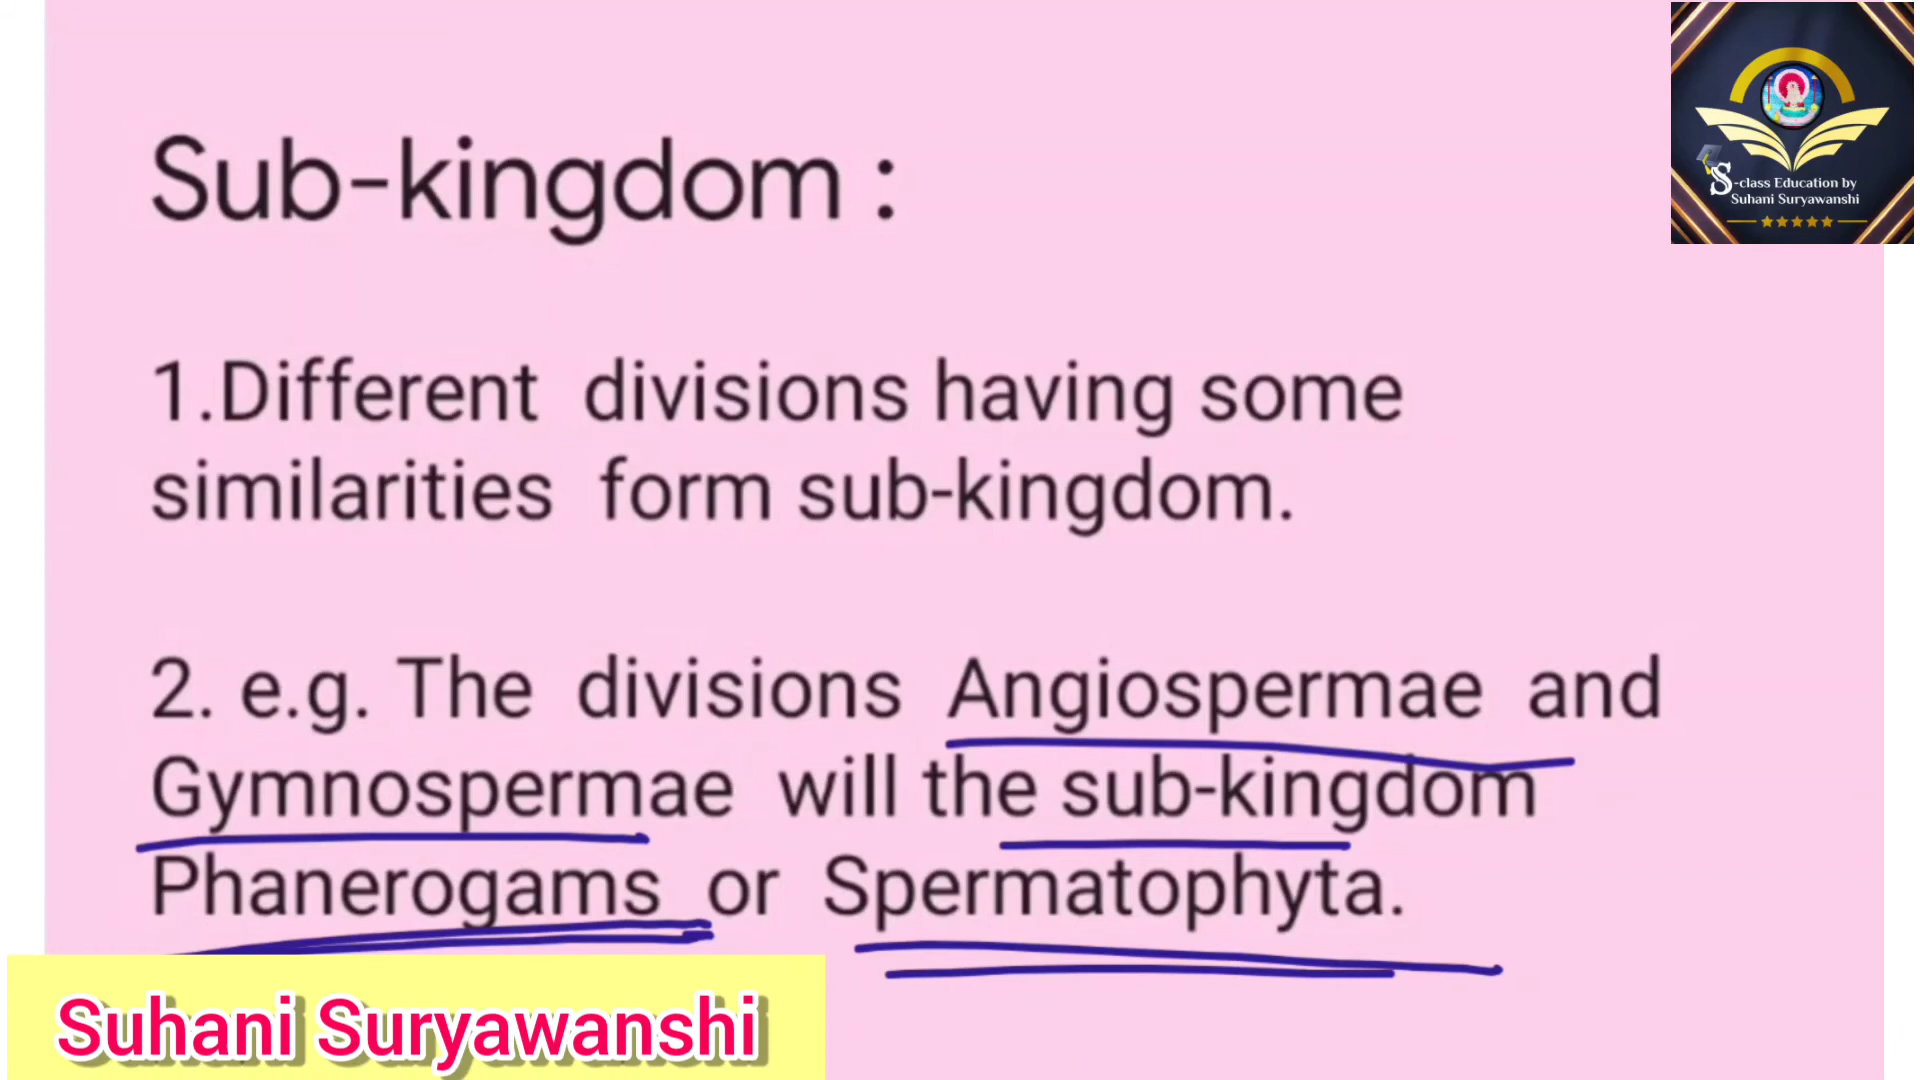 Sub-kingdom :
1.Different divisions having some
similarities form sub-kingdom.
2. e.g. The divisions Angiospermae and
Gymnospermae will the sub-kingdom
Phanerogams or Spermatophyta.
S-class Education by
Suhani Suryawanshi
Suhani Suryawanshi